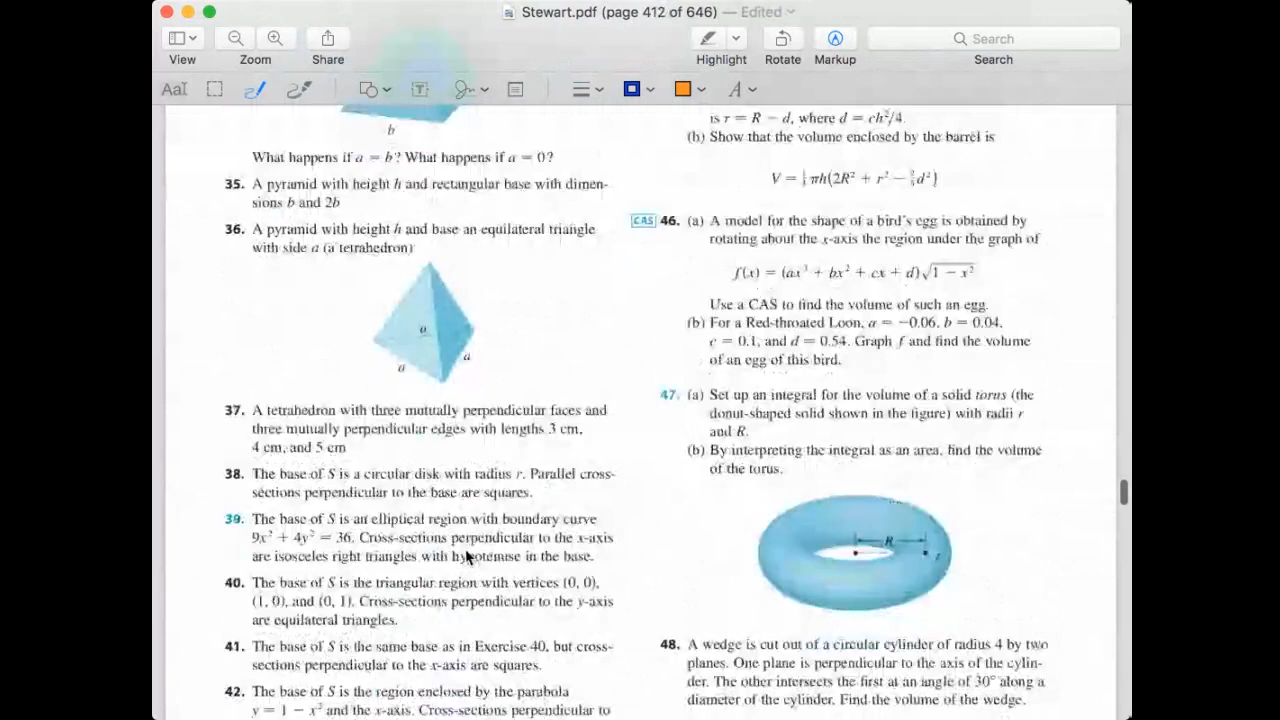 Stewart.pdf (page 412 of 646) — Edited
View
Zoom
Share
Highlight
Rotate
Markup
Search
Search
AaI
T
A
b
What happens if a = b? What happens if a = 0?
35. A pyramid with height h and rectangular base with dimen-
sions b and 2b
36. A pyramid with height h and base an equilateral triangle
with side a (a tetrahedron)
a
a
a
37. A tetrahedron with three mutually perpendicular faces and
three mutually perpendicular edges with lengths 3 cm,
4 cm, and 5 cm
38. The base of S is a circular disk with radius r. Parallel cross-
sections perpendicular to the base are squares.
39. The base of S is an elliptical region with boundary curve
9x² + 4y² = 36. Cross-sections perpendicular to the x-axis
are isosceles right triangles with hypotenuse in the base.
40. The base of S is the triangular region with vertices (0, 0),
(1, 0), and (0, 1). Cross-sections perpendicular to the y-axis
are equilateral triangles.
41. The base of S is the same base as in Exercise 40, but cross-
sections perpendicular to the x-axis are squares.
42. The base of S is the region enclosed by the parabola
y = 1 − x² and the x-axis. Cross-sections perpendicular to
is r = R − d, where d = ch²/4.
(b) Show that the volume enclosed by the barrel is
V = ⅓πh(2R² + r² − ⅖d²)
CAS 46. (a) A model for the shape of a bird's egg is obtained by
rotating about the x-axis the region under the graph of
f(x) = (ax³ + bx² + cx + d)√1 − x²
Use a CAS to find the volume of such an egg.
(b) For a Red-throated Loon, a = −0.06, b = 0.04,
c = 0.1, and d = 0.54. Graph f and find the volume
of an egg of this bird.
47. (a) Set up an integral for the volume of a solid torus (the
donut-shaped solid shown in the figure) with radii r
and R.
(b) By interpreting the integral as an area, find the volume
of the torus.
R
r
48. A wedge is cut out of a circular cylinder of radius 4 by two
planes. One plane is perpendicular to the axis of the cylin-
der. The other intersects the first at an angle of 30° along a
diameter of the cylinder. Find the volume of the wedge.